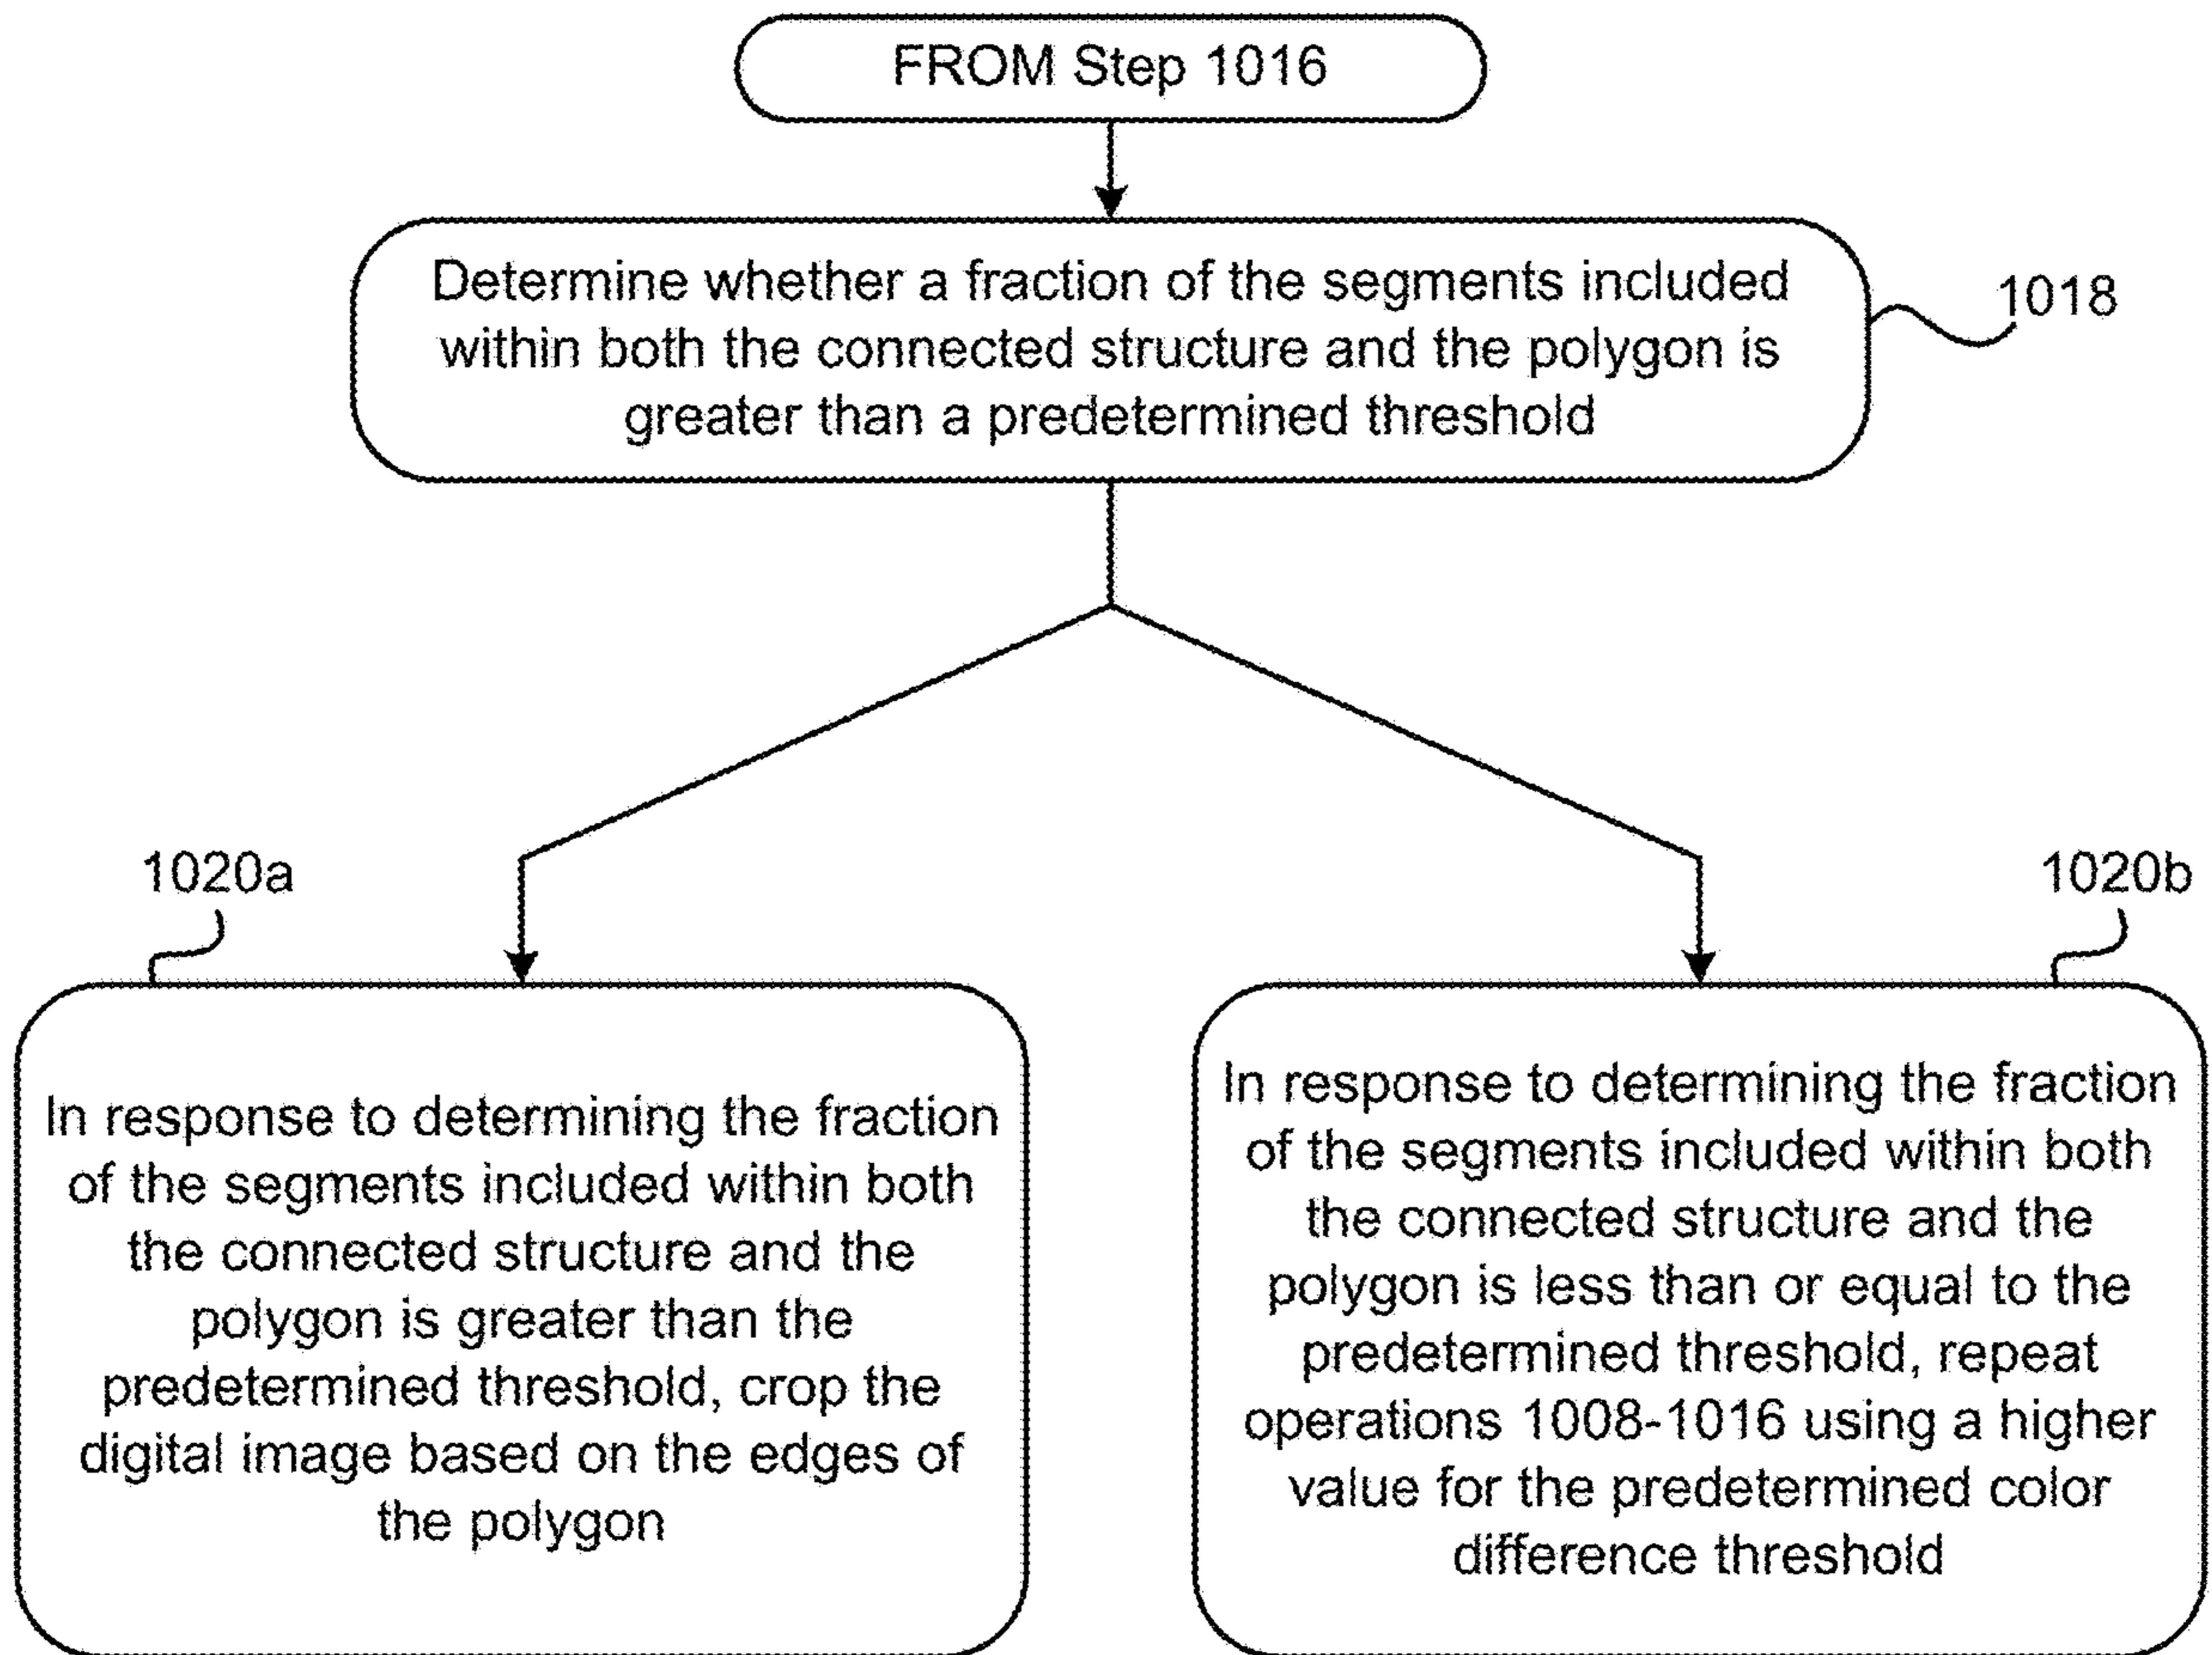 FROM Step 1016
Determine whether a fraction of the segments included
within both the connected structure and the polygon is
greater than a predetermined threshold
1018
1020a
In response to determining the fraction
of the segments included within both
the connected structure and the
polygon is greater than the
predetermined threshold, crop the
digital image based on the edges of
the polygon
1020b
In response to determining the fraction
of the segments included within both
the connected structure and the
polygon is less than or equal to the
predetermined threshold, repeat
operations 1008-1016 using a higher
value for the predetermined color
difference threshold